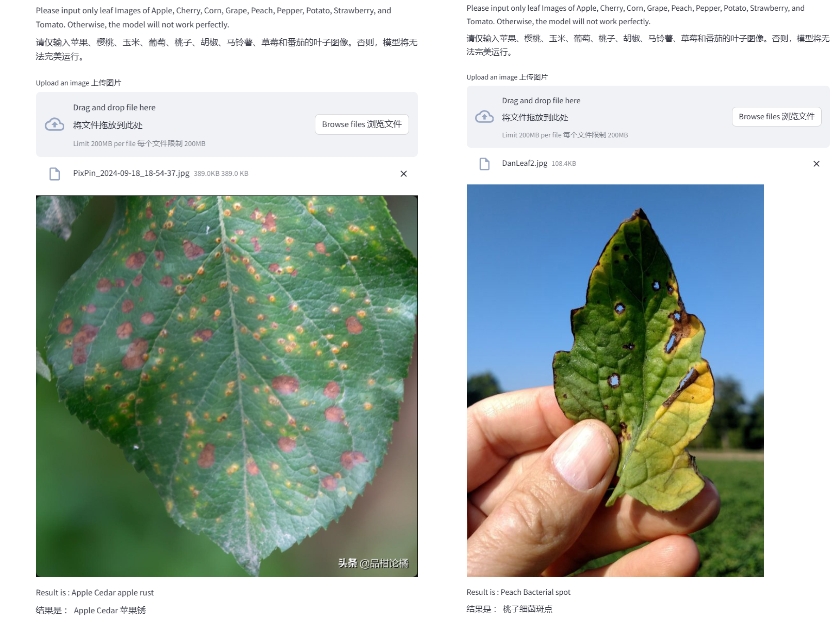 Please input only leaf Images of Apple, Cherry, Corn, Grape, Peach, Pepper, Potato, Strawberry, and
Tomato. Otherwise, the model will not work perfectly.
请仅输入苹果、樱桃、玉米、葡萄、桃子、胡椒、马铃薯、草莓和番茄的叶子图像。否则，模型将无
法完美运行。
Upload an image 上传图片
Drag and drop file here
将文件拖放到此处
Limit 200MB per file 每个文件限制 200MB
Browse files 浏览文件
PixPin_2024-09-18_18-54-37.jpg 389.0KB 389.0 KB
头条 @品柑论橘
Result is : Apple Cedar apple rust
结果是： Apple Cedar 苹果锈
Please input only leaf Images of Apple, Cherry, Corn, Grape, Peach, Pepper, Potato, Strawberry, and
Tomato. Otherwise, the model will not work perfectly.
请仅输入苹果、樱桃、玉米、葡萄、桃子、胡椒、马铃薯、草莓和番茄的叶子图像。否则，模型将无
法完美运行。
Upload an image 上传图片
Drag and drop file here
将文件拖放到此处
Limit 200MB per file 每个文件限制 200MB
Browse files 浏览文件
DanLeaf2.jpg 108.4KB
Result is : Peach Bacterial spot
结果是： 桃子细菌斑点